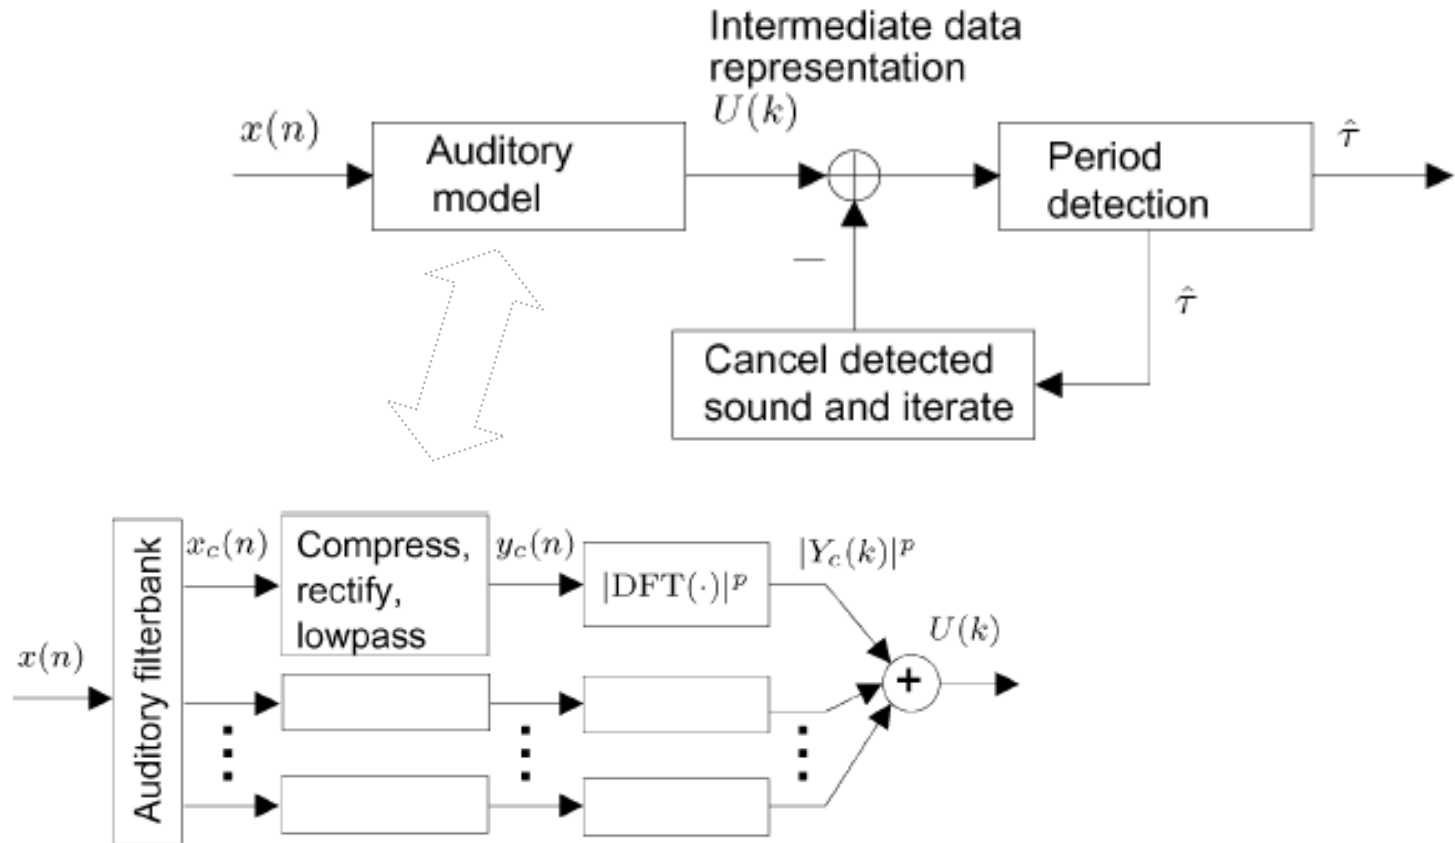 Intermediate data
representation
U(k)
x(n)
Auditory
model
Period
detection
τ̂
−
τ̂
Cancel detected
sound and iterate
x(n)
Auditory filterbank
x_c(n)
Compress,
rectify,
lowpass
y_c(n)
|DFT(·)|^p
|Y_c(k)|^p
+
U(k)